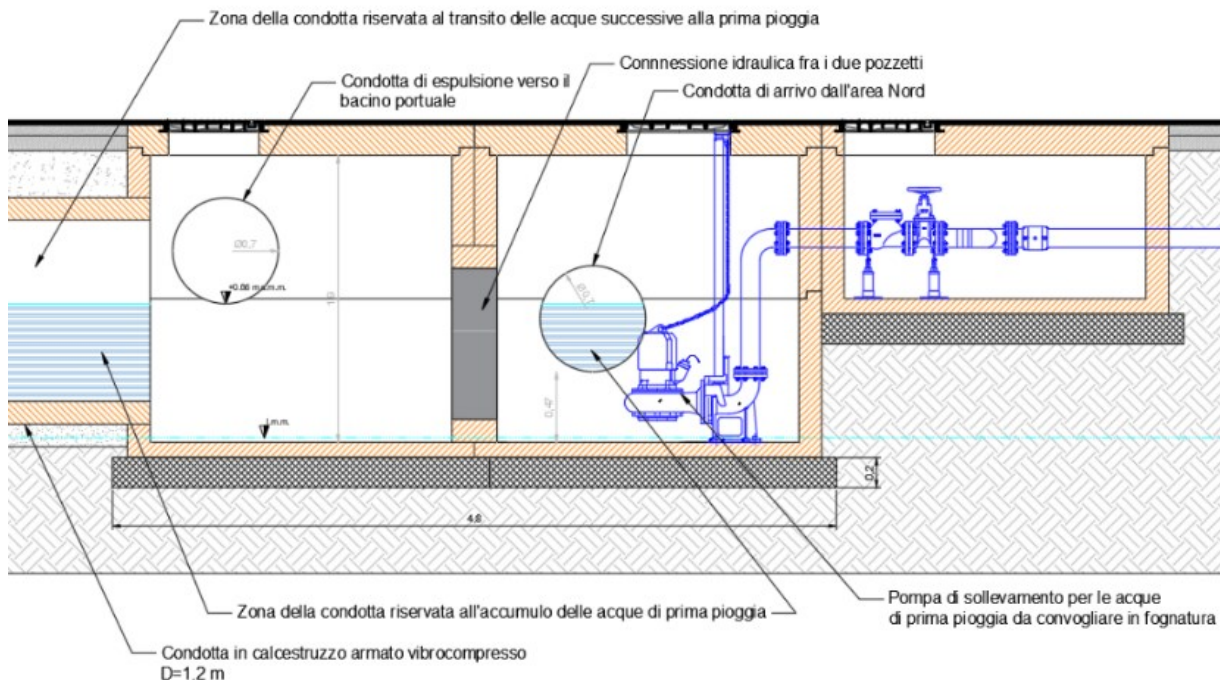 Zona della condotta riservata al transito delle acque successive alla prima pioggia
Connnessione idraulica fra i due pozzetti
Condotta di espulsione verso il
bacino portuale
Condotta di arrivo dall'area Nord
Ø0,7
1,9
Ø0,7
0,47
l.m.m.
0,2
4,8
Zona della condotta riservata all'accumulo delle acque di prima pioggia
Pompa di sollevamento per le acque
di prima pioggia da convogliare in fognatura
Condotta in calcestruzzo armato vibrocompresso
D=1,2 m